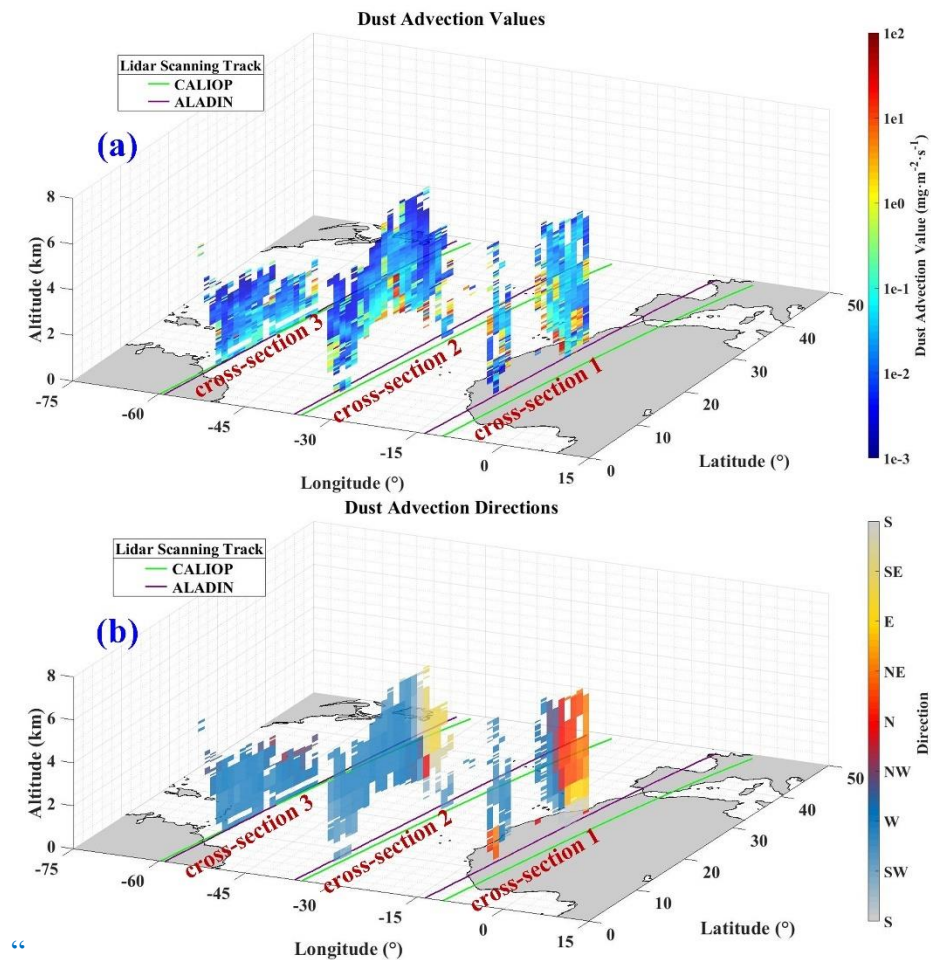 Dust Advection Values
Lidar Scanning Track
CALIOP
ALADIN
(a)
8
6
4
2
0
Altitude (km)
-75
-60
-45
-30
-15
0
15
Longitude (°)
0
10
20
30
40
50
Latitude (°)
cross-section 3
cross-section 2
cross-section 1
1e2
1e1
1e0
1e-1
1e-2
1e-3
Dust Advection Value (mg·m⁻²·s⁻¹)
Dust Advection Directions
Lidar Scanning Track
CALIOP
ALADIN
(b)
8
6
4
2
0
Altitude (km)
-75
-60
-45
-30
-15
0
15
Longitude (°)
0
10
20
30
40
50
Latitude (°)
cross-section 3
cross-section 2
cross-section 1
S
SE
E
NE
N
NW
W
SW
S
Direction
“